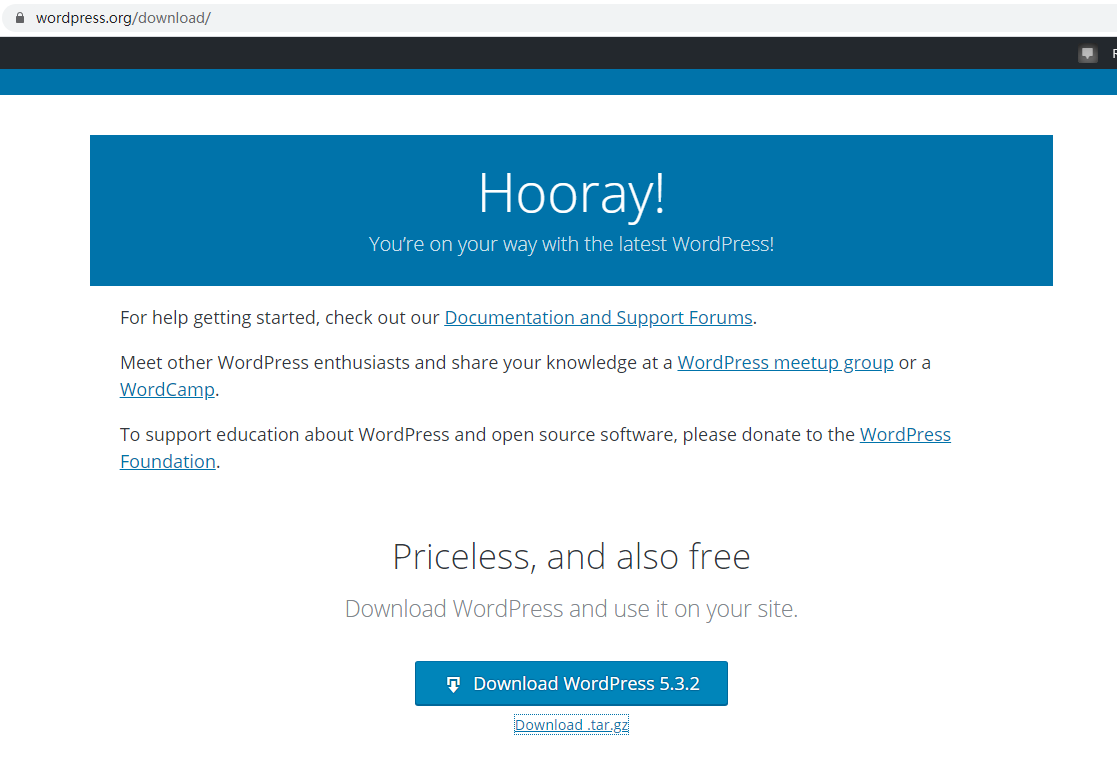 wordpress.org/download/
Hooray!
You’re on your way with the latest WordPress!
For help getting started, check out our Documentation and Support Forums.
Meet other WordPress enthusiasts and share your knowledge at a WordPress meetup group or a
WordCamp.
To support education about WordPress and open source software, please donate to the WordPress
Foundation.
Priceless, and also free
Download WordPress and use it on your site.
Download WordPress 5.3.2
Download .tar.gz